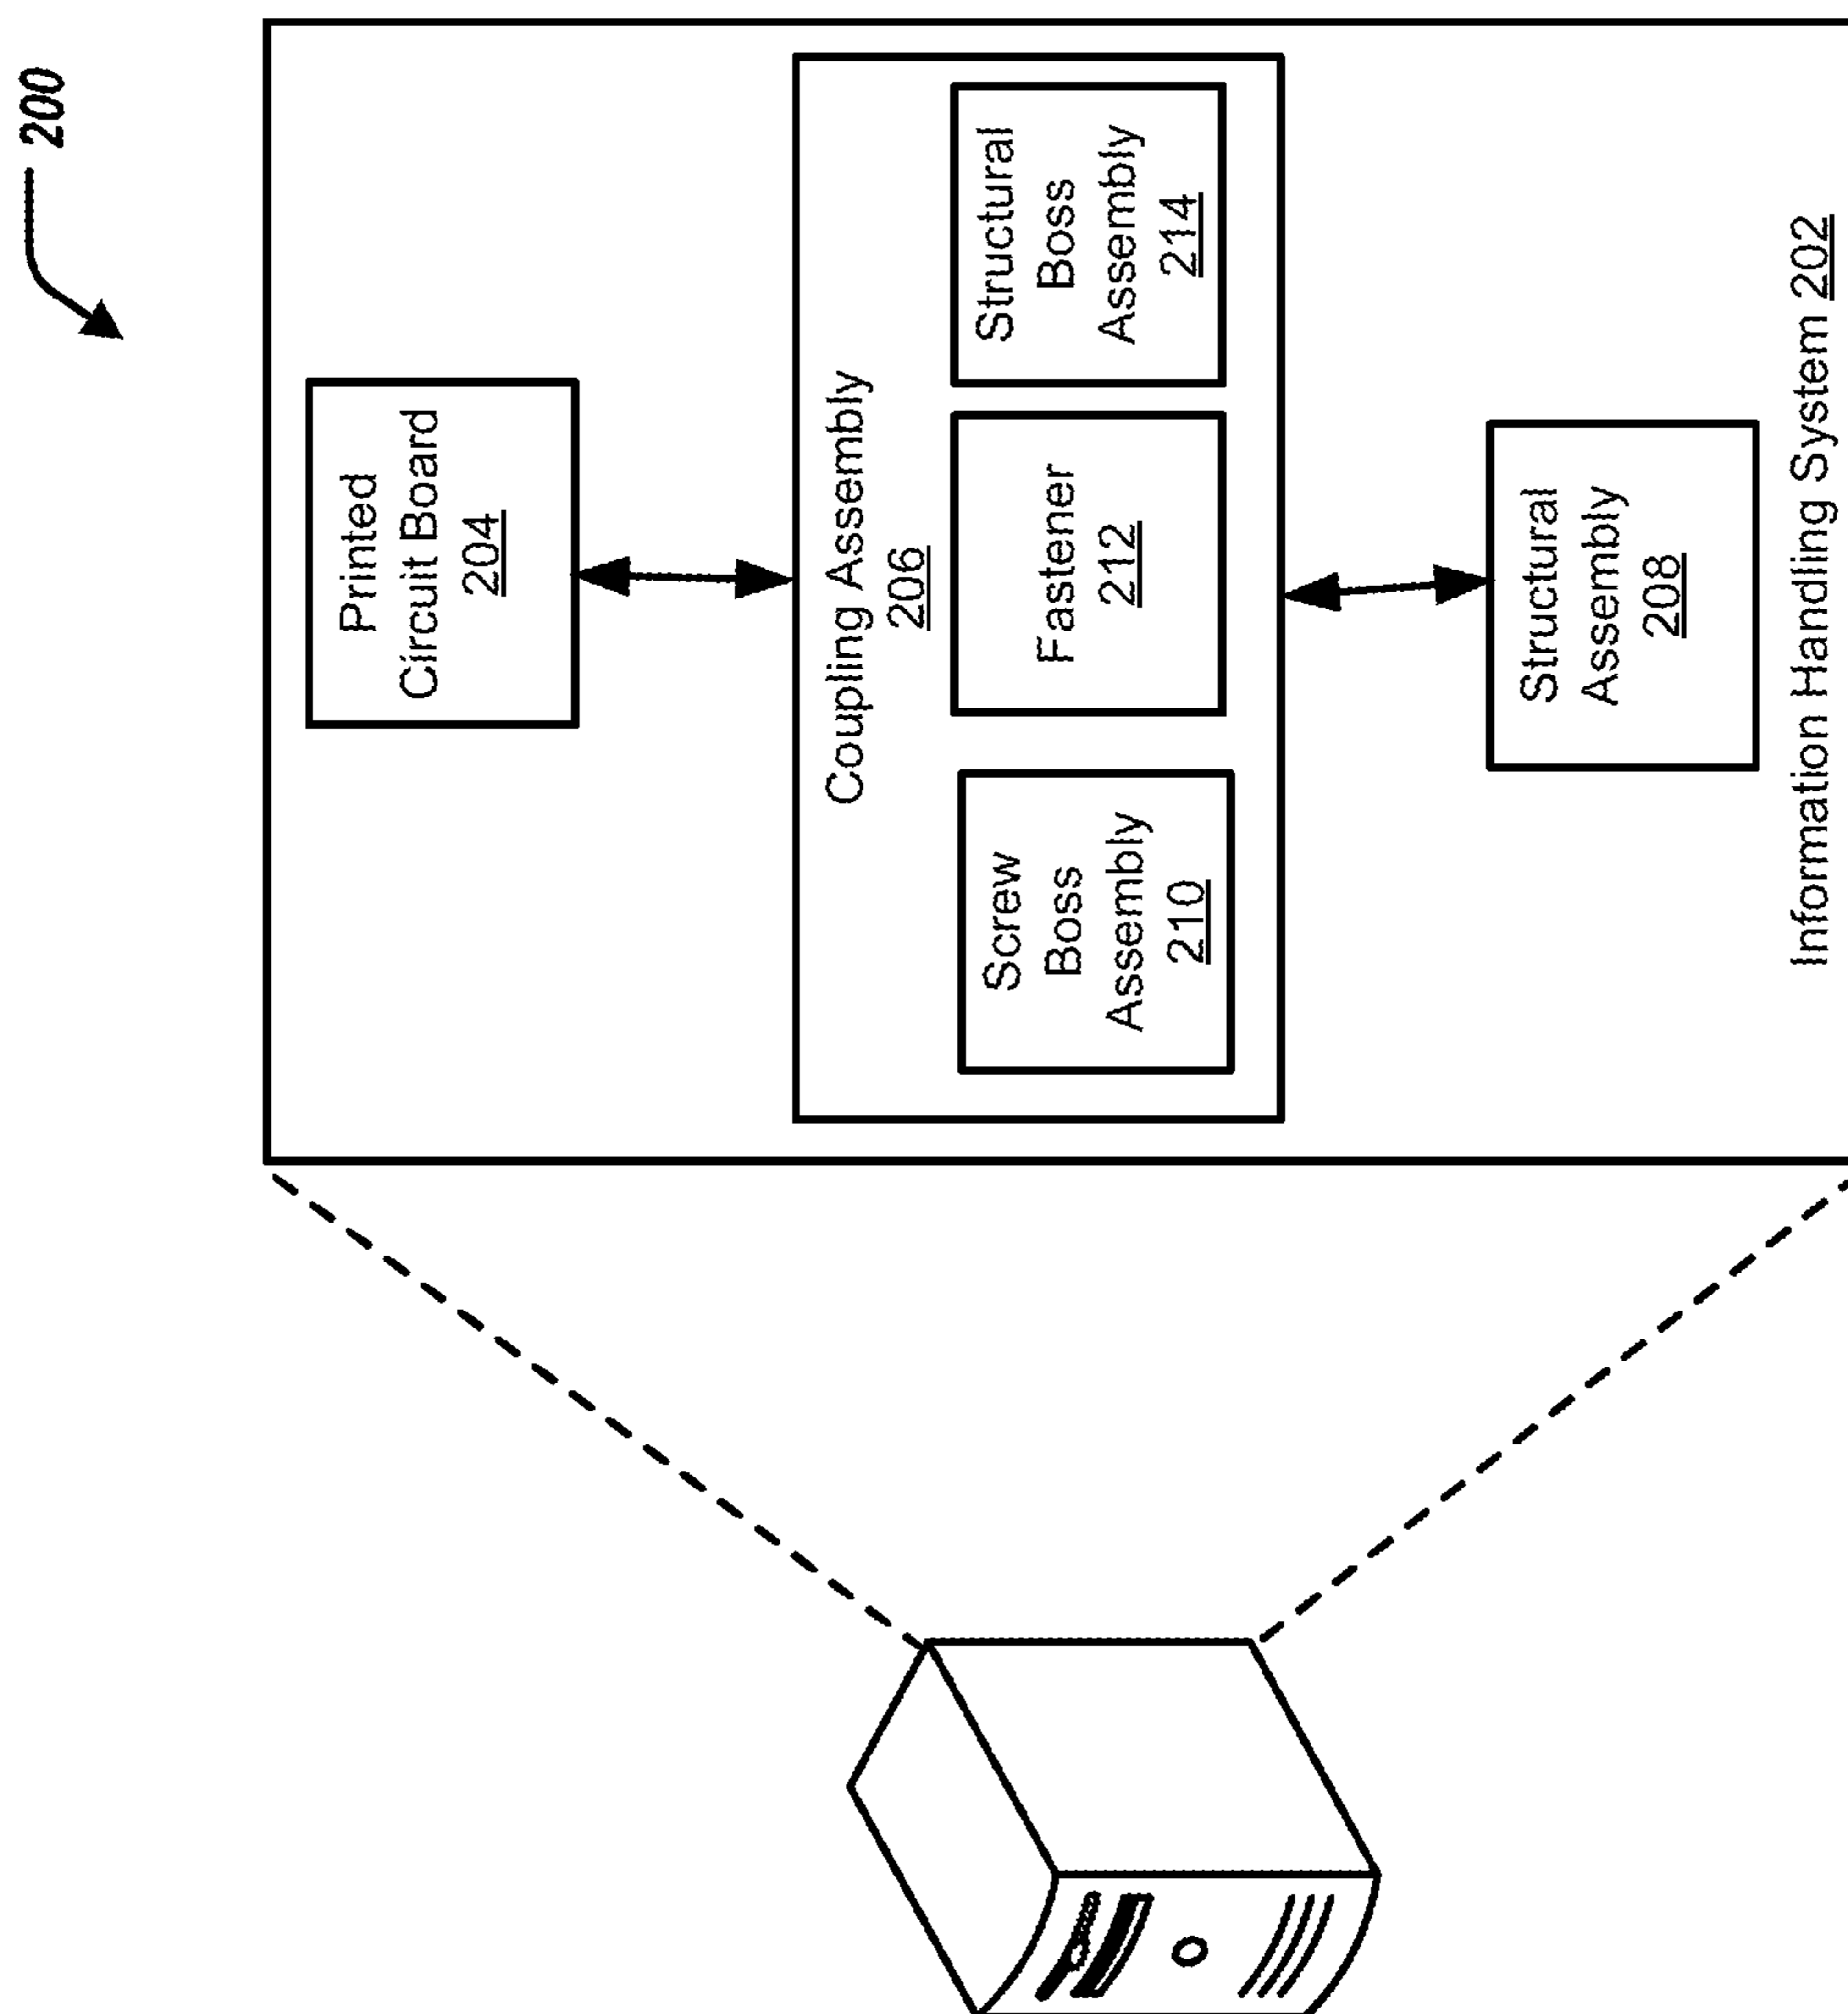 200
Printed
Circuit Board
204
Coupling Assembly
206
Screw
Boss
Assembly
210
Fastener
212
Structural
Boss
Assembly
214
Structural
Assembly
208
Information Handling System 202